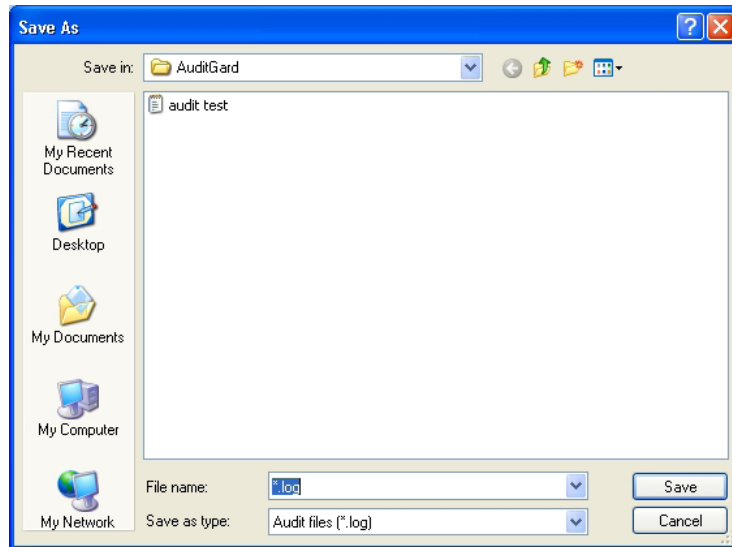 Save As
Save in:
AuditGard
audit test
My Recent
Documents
Desktop
My Documents
My Computer
My Network
File name:
*.log
Save
Save as type:
Audit files (*.log)
Cancel